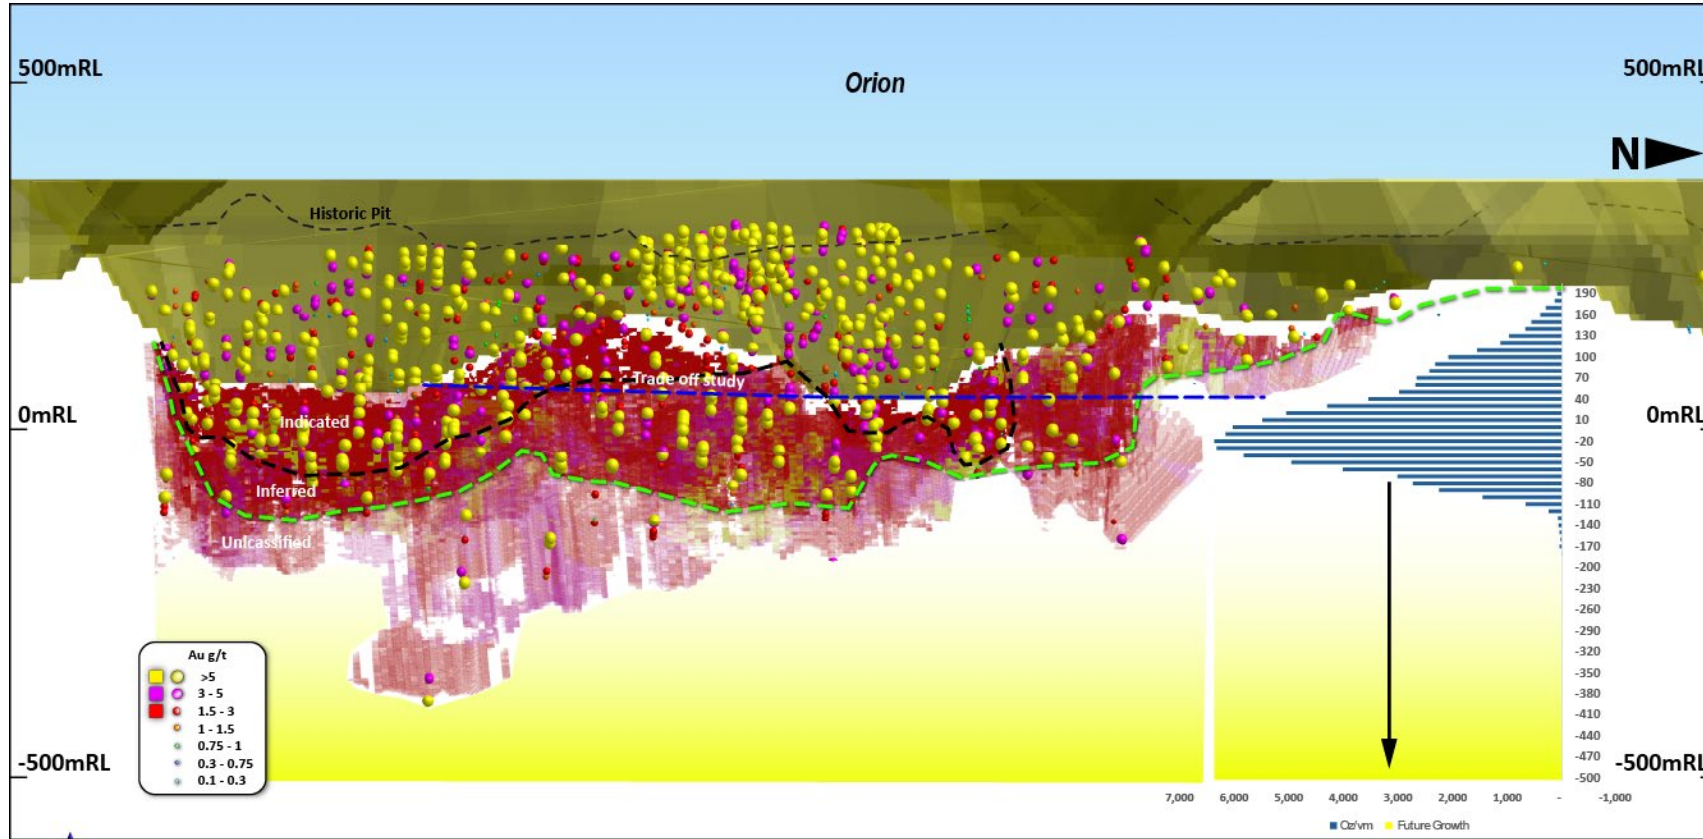 500mRL
500mRL
Orion
N
Historic Pit
190
160
130
100
70
Trade off study
40
0mRL
0mRL
Indicated
10
-20
-50
Inferred
-80
-110
Unicassified
-140
-170
-200
-230
-260
-290
-320
-350
-380
-410
-440
-470
-500
Au g/t
>5
3 - 5
1.5 - 3
1 - 1.5
0.75 - 1
0.3 - 0.75
0.1 - 0.3
-500mRL
-500mRL
7,000 6,000 5,000 4,000 3,000 2,000 1,000 - -1,000
Oz/vm Future Growth